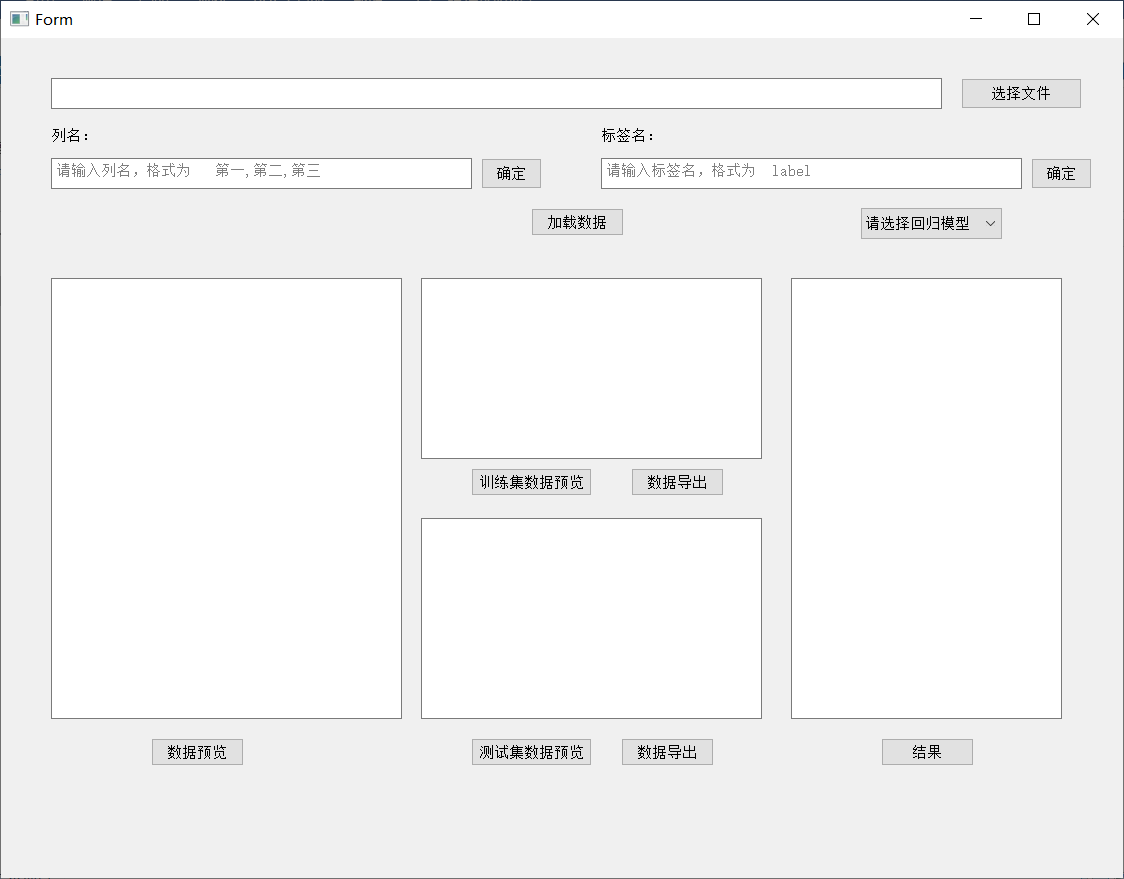 Form
选择文件
列名：
标签名：
请输入列名，格式为   第一,第二,第三
确定
请输入标签名，格式为  label
确定
加载数据
请选择回归模型
训练集数据预览
数据导出
数据预览
测试集数据预览
数据导出
结果